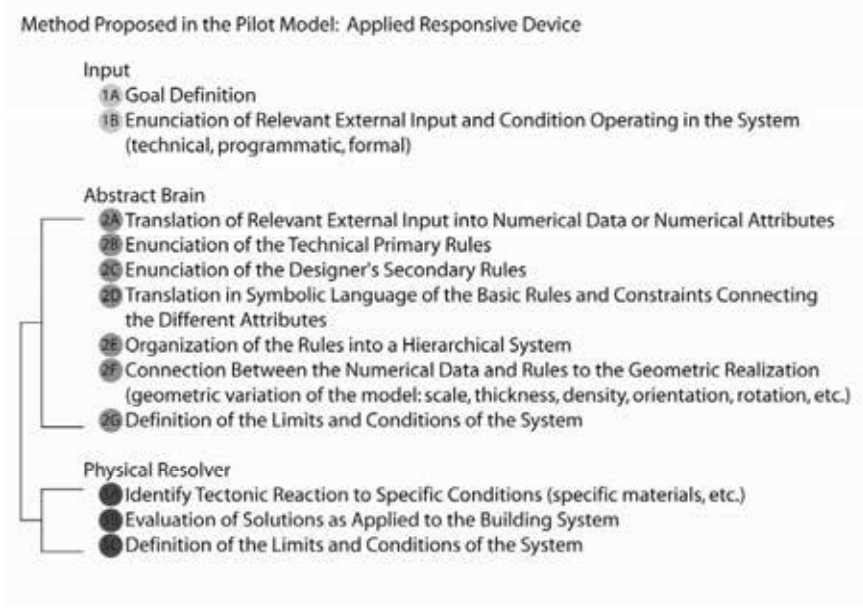 Method Proposed in the Pilot Model: Applied Responsive Device
Input
1A Goal Definition
1B Enunciation of Relevant External Input and Condition Operating in the System
(technical, programmatic, formal)
Abstract Brain
2A Translation of Relevant External Input into Numerical Data or Numerical Attributes
2B Enunciation of the Technical Primary Rules
2C Enunciation of the Designer's Secondary Rules
2D Translation in Symbolic Language of the Basic Rules and Constraints Connecting
the Different Attributes
2E Organization of the Rules into a Hierarchical System
2F Connection Between the Numerical Data and Rules to the Geometric Realization
(geometric variation of the model: scale, thickness, density, orientation, rotation, etc.)
2G Definition of the Limits and Conditions of the System
Physical Resolver
Identify Tectonic Reaction to Specific Conditions (specific materials, etc.)
Evaluation of Solutions as Applied to the Building System
Definition of the Limits and Conditions of the System